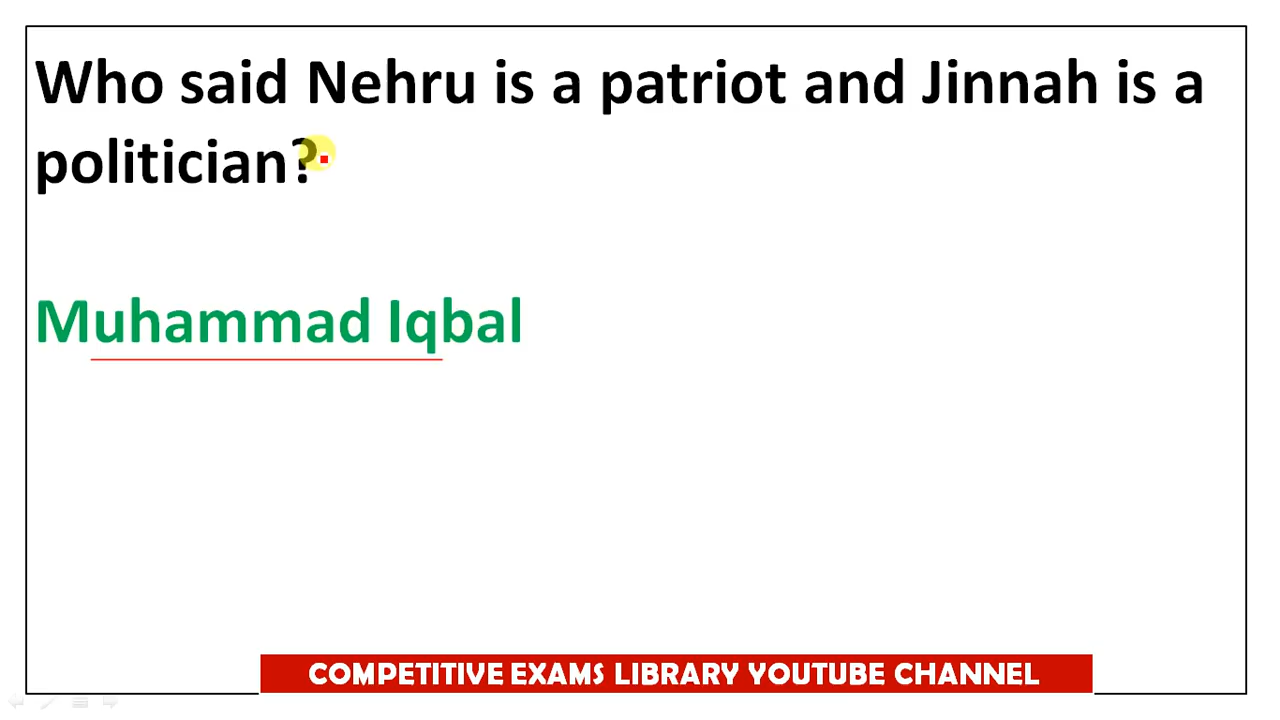 Who said Nehru is a patriot and Jinnah is a
politician?
Muhammad Iqbal
COMPETITIVE EXAMS LIBRARY YOUTUBE CHANNEL